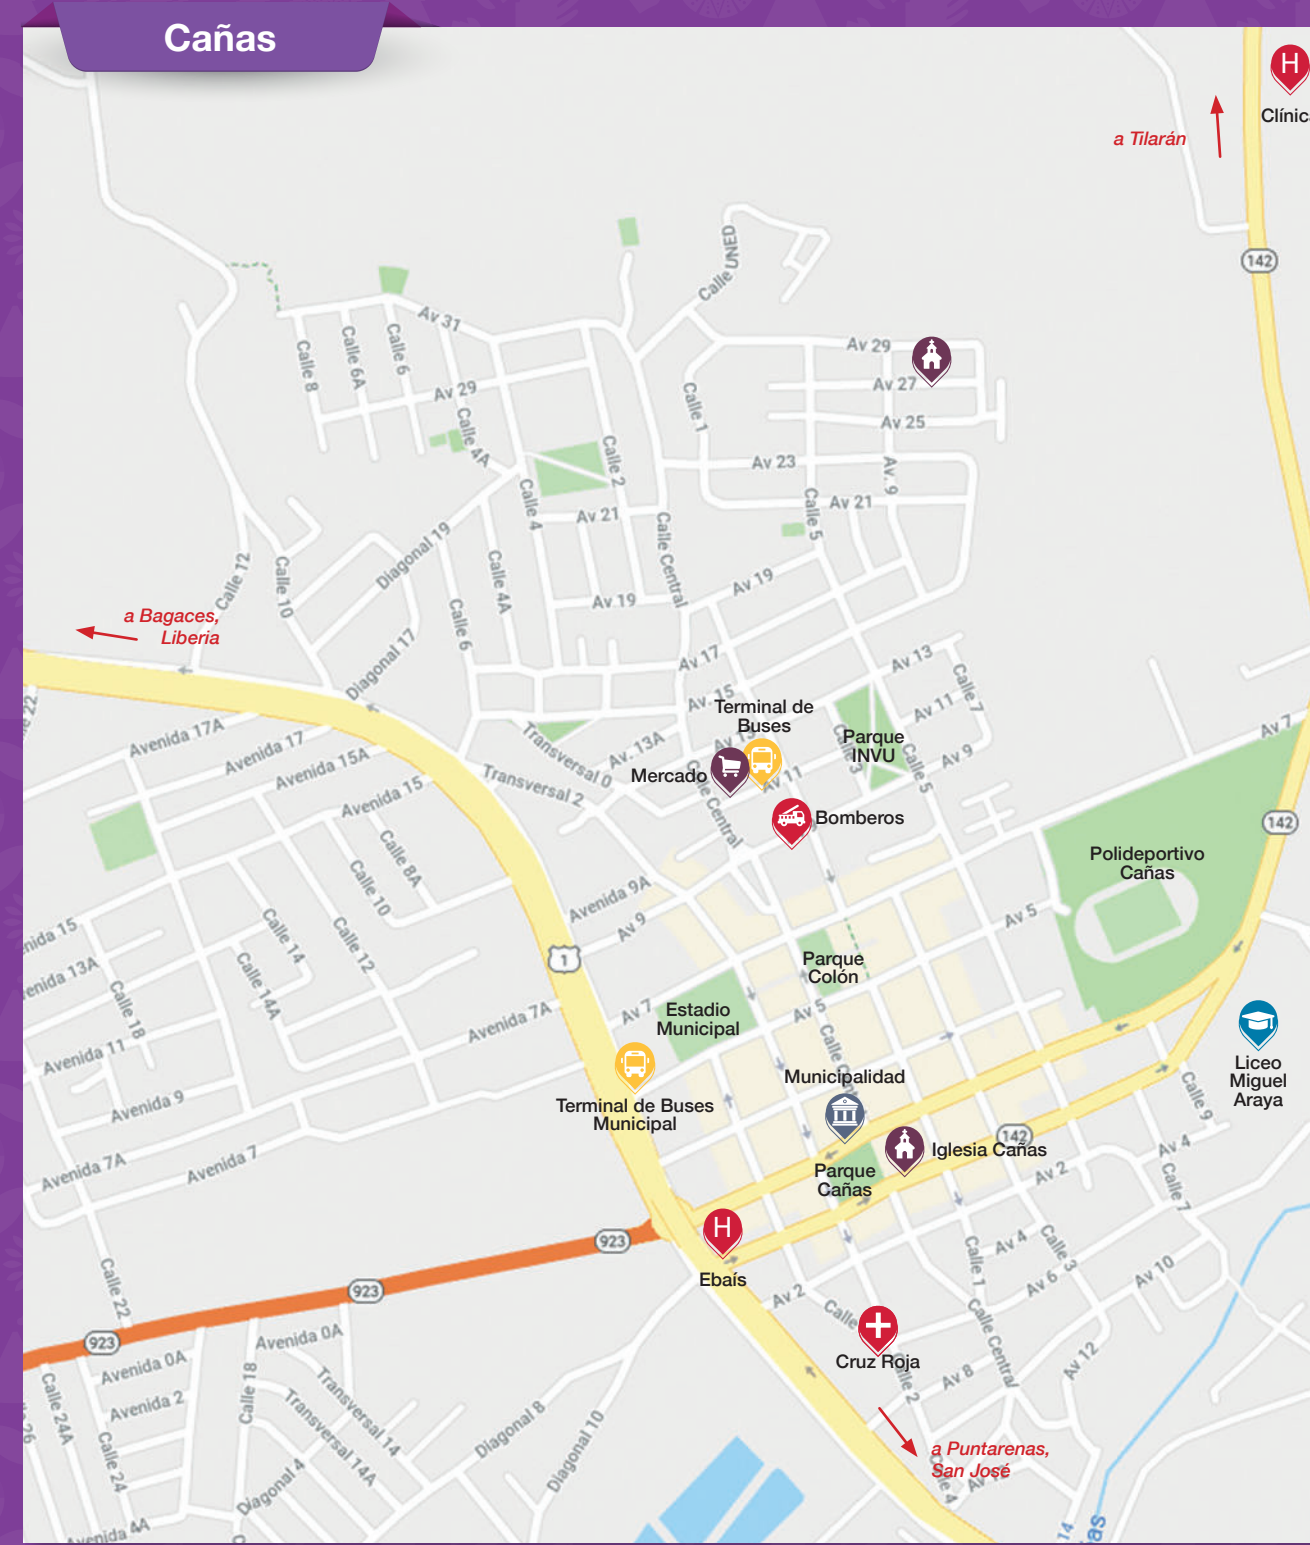 Cañas
H
Clínica
a Tilarán
142
Calle UNED
Av 31
Calle 8
Calle 6A
Calle 6
Av 29
Av 29
Av 27
Calle 1
Av 25
Calle 4A
Calle 2
Av 23
Av. 9
Calle 4
Av 21
Calle 5
Av 21
Diagonal 19
Calle Central
Calle 12
Calle 10
Calle 4A
Av 19
Av 19
a Bagaces,
Liberia
Calle 6
Diagonal 17
Av 17
Av 13
Calle 7
Av. 15
Av 11
Terminal de
Buses
Av 13
Parque
INVU
Calle 3
Av 7
Avenida 17A
Avenida 17
Avenida 15A
Avenida 15
Transversal 0
Av. 13A
Mercado
Av 11
Av 9
Calle 5
Transversal 2
Calle Central
Bomberos
142
Polideportivo
Cañas
Calle 8A
Calle 10
Avenida 9A
Av 9
Av 5
Calle 14
Calle 12
1
Parque
Colón
Calle 14A
Calle 18
Avenida 7A
Av 7
Estadio
Municipal
Av 5
Avenida 11
Liceo
Miguel
Araya
Municipalidad
Calle 9
Avenida 9
Terminal de Buses
Municipal
142
Iglesia Cañas
Av 4
Avenida 7A
Avenida 7
Parque
Cañas
Av 2
Calle 7
923
H
Ebaís
Av 4
Calle 3
Calle 1
Av 10
Calle 22
923
Av 2
Av 6
923
Avenida 0A
Avenida 0A
Calle
Cruz Roja
Calle Central
Av 12
Calle 2
Av 8
Avenida 2
Calle 18
Calle 24A
Transversal 14
Transversal 14A
Diagonal 8
Diagonal 10
a Puntarenas,
San José
Calle 24
Diagonal 4
Calle 4
14